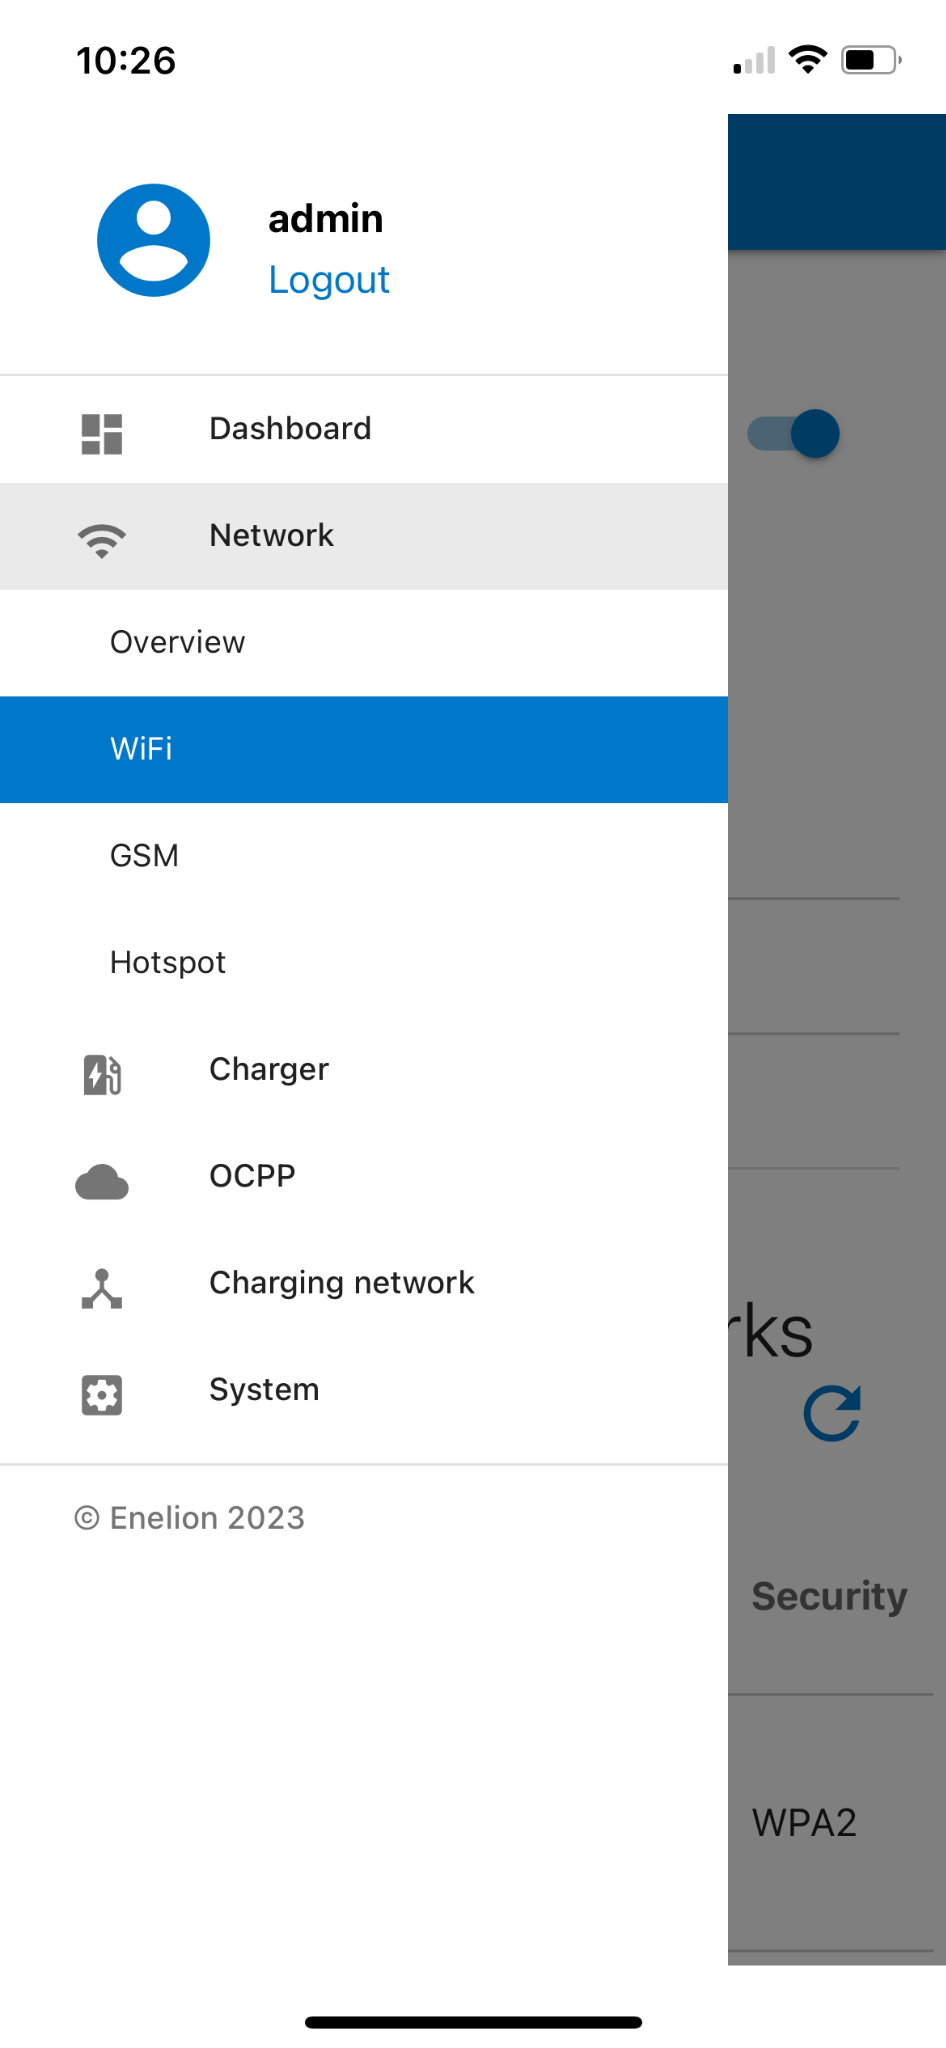 10:26
admin
Logout
Dashboard
Network
Overview
WiFi
GSM
Hotspot
Charger
OCPP
Charging network
System
© Enelion 2023
rks
Security
WPA2